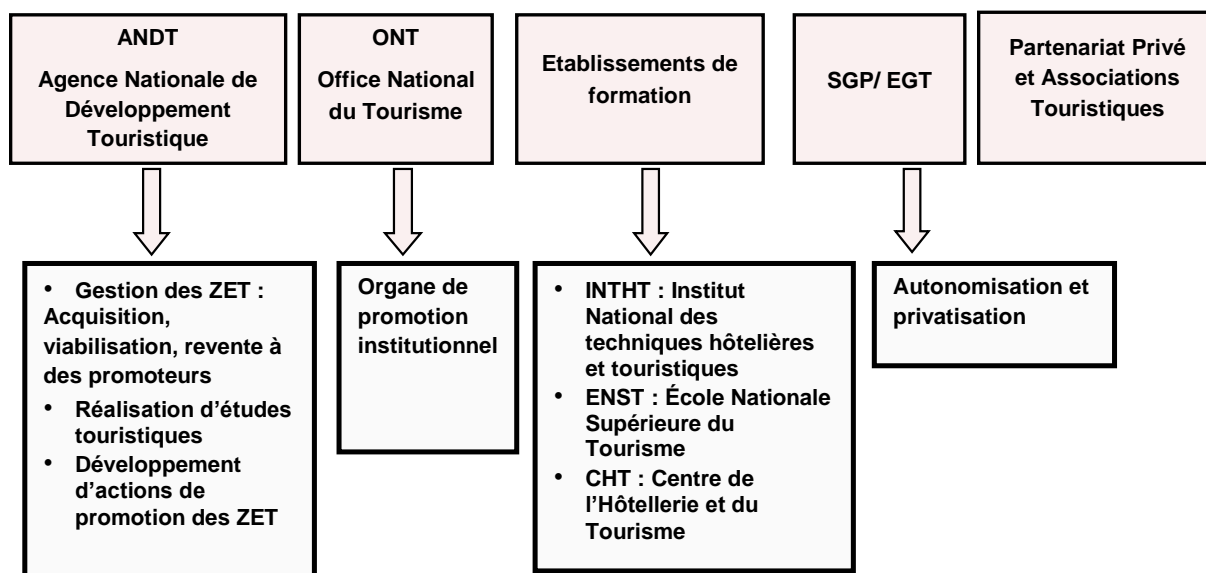 ANDT
Agence Nationale de
Développement
Touristique
ONT
Office National
du Tourisme
Etablissements de
formation
SGP/ EGT
Partenariat Privé
et Associations
Touristiques
• Gestion des ZET :
Acquisition,
viabilisation, revente à
des promoteurs
• Réalisation d’études
touristiques
• Développement
d’actions de
promotion des ZET
Organe de
promotion
institutionnel
• INTHT : Institut
National des
techniques hôtelières
et touristiques
• ENST : École Nationale
Supérieure du
Tourisme
• CHT : Centre de
l’Hôtellerie et du
Tourisme
Autonomisation et
privatisation